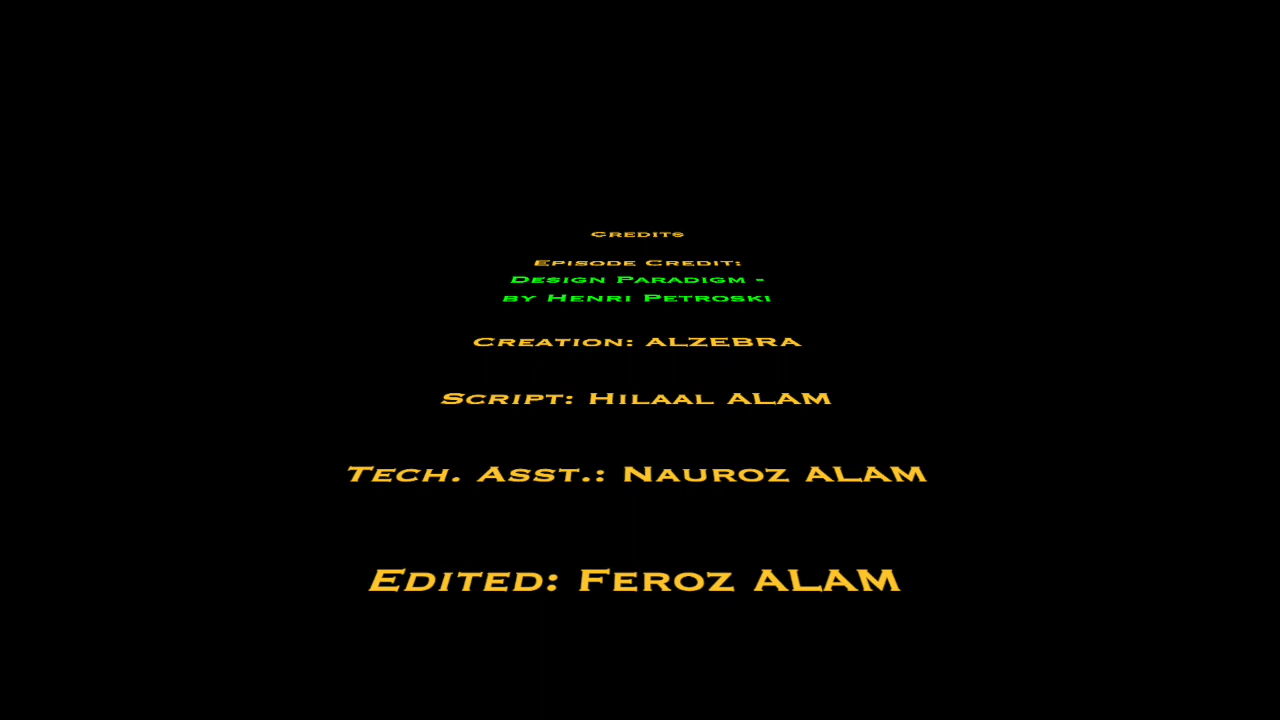 Credits
Episode Credit:
Design Paradigm -
by Henri Petroski
Creation: ALZEBRA
Script: Hilaal ALAM
Tech. Asst.: Nauroz ALAM
Edited: Feroz ALAM